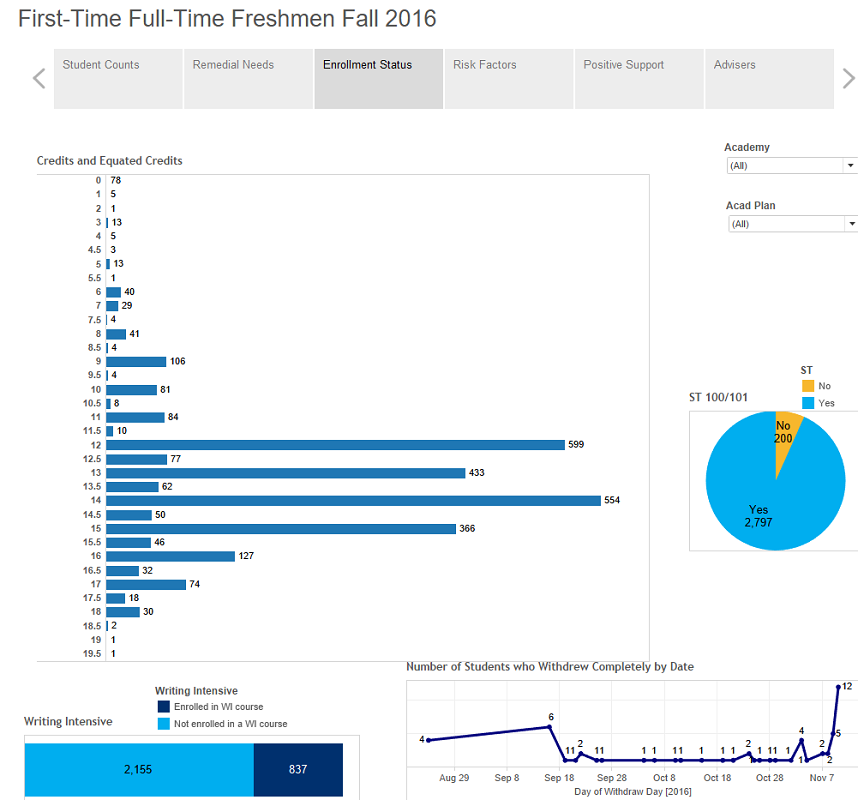 First-Time Full-Time Freshmen Fall 2016
Student Counts
Remedial Needs
Enrollment Status
Risk Factors
Positive Support
Advisers
Academy
(All)
Acad Plan
(All)
Credits and Equated Credits
0 78
1 5
2 1
3 13
4 5
4.5 3
5 13
5.5 1
6 40
7 29
7.5 4
8 41
8.5 4
9 106
9.5 4
10 81
10.5 8
11 84
11.5 10
12 599
12.5 77
13 433
13.5 62
14 554
14.5 50
15 366
15.5 46
16 127
16.5 32
17 74
17.5 18
18 30
18.5 2
19 1
19.5 1
ST
No
Yes
ST 100/101
No
200
Yes
2,797
Writing Intensive
Enrolled in WI course
Not enrolled in a WI course
Writing Intensive
2,155 837
Number of Students who Withdrew Completely by Date
4 6 1 1 2 1 1 1 1 1 1 1 1 1 2 1 1 1 1 1 4 1 2 2 5 12
Aug 29 Sep 8 Sep 18 Sep 28 Oct 8 Oct 18 Oct 28 Nov 7
Day of Withdraw Day [2016]